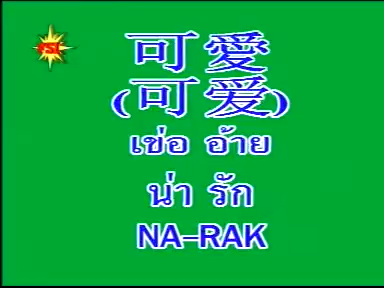 可愛
(可爱)
เข่อ อ้าย
น่า รัก
NA-RAK